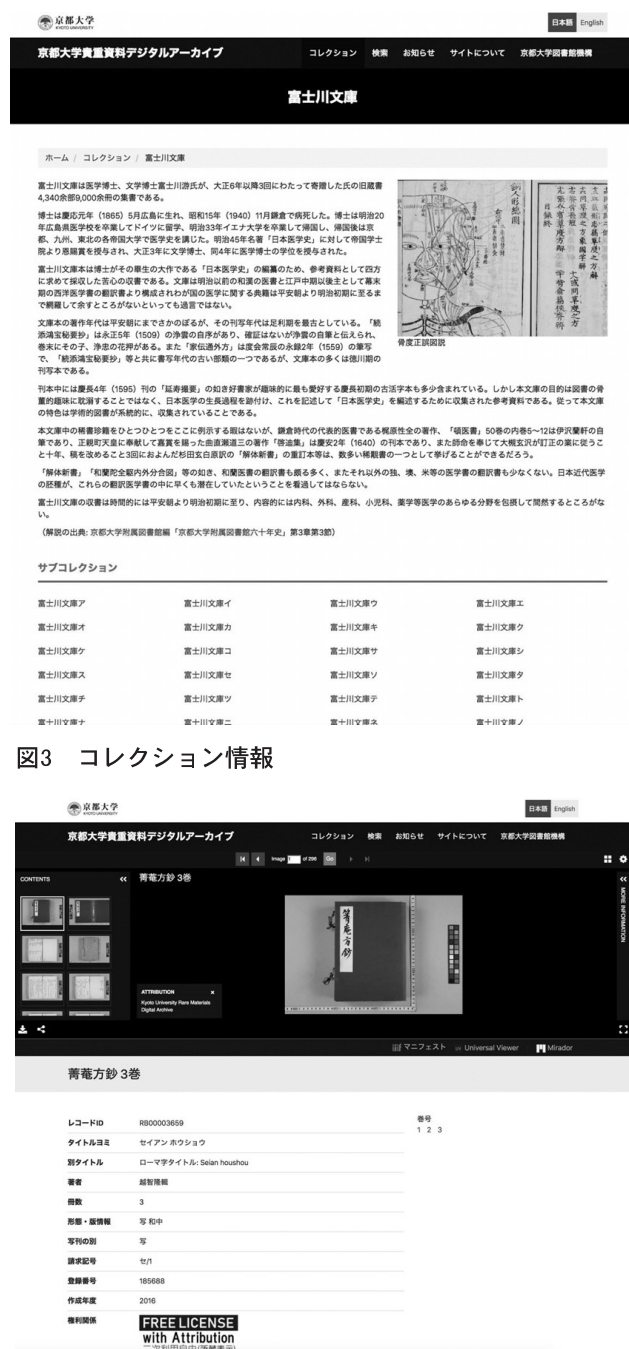 京都大学
KYOTO UNIVERSITY
日本語 English
京都大学貴重資料デジタルアーカイブ
コレクション 検索 お知らせ サイトについて 京都大学図書館機構
富士川文庫
ホーム / コレクション / 富士川文庫
富士川文庫は医学博士、文学博士富士川游氏が、大正6年以降3回にわたって寄贈した氏の旧蔵書
4,340余部9,000余冊の集書である。
博士は慶応元年（1865）5月広島に生れ、昭和15年（1940）11月鎌倉で病死した。博士は明治20
年広島県医学校を卒業してドイツに留学、明治33年イエナ大学を卒業して帰国し、帰国後は京
都、九州、東北の各帝国大学で医学史を講じた。明治45年名著「日本医学史」に対して帝国学士
院より恩賜賞を授与され、大正3年に文学博士、同4年に医学博士の学位を授与された。
富士川文庫本は博士がその畢生の大作である「日本医学史」の編纂のため、参考資料として四方
に求めて採収した苦心の収書である。文庫は明治以前の和漢の医書と江戸中期以後主として幕末
期の西洋医学書の翻訳書より構成されわが国の医学に関する典籍は平安朝より明治初期に至るま
で網羅して余すところがないといっても過言ではない。
文庫本の著作年代は平安朝にまでさかのぼるが、その刊写年代は足利期を最古としている。「続
添鴻宝秘要抄」は永正5年（1509）の浄雲の自序があり、確証はないが浄雲の自筆と伝えられ、
巻末にその子、浄忠の花押がある。また「家伝通外方」は度会常辰の永録2年（1559）の筆写
で、「続添鴻宝秘要抄」等と共に書写年代の古い部類の一つであるが、文庫本の多くは徳川期の
刊写本である。
骨度正誤図説
刊本中には慶長4年（1595）刊の「延寿撮要」の如き好書家が趣味的に最も愛好する慶長初期の古活字本も多少含まれている。しかし本文庫の目的は図書の骨
董的趣味に耽溺することではなく、日本医学の生長過程を跡付け、これを記述して「日本医学史」を編述するために収集された参考資料である。従って本文庫
の特色は学術的図書が系統的に、収集されていることである。
本文庫中の稀書珍籍をひとつひとつをここに例示する暇はないが、鎌倉時代の代表的医書である梶原性全の著作、「頓医書」50巻の内巻5〜12は伊沢蘭軒の自
筆であり、正親町天皇に奉献して嘉賞を賜った曲直瀬道三の著作「啓迪集」は慶安2年（1640）の刊本であり、また師命を奉じて大槻玄沢が訂正の業に従うこ
と十年、稿を改めること3回におよんだ杉田玄白原訳の「解体新書」の重訂本等は、数多い稀覯書の一つとして挙げることができるだろう。
「解体新書」「和蘭陀全躯内外分合図」等の如き、和蘭医書の翻訳書も頗る多く、またそれ以外の独、墺、米等の医学書の翻訳書も少なくない。日本近代医学
の胚種が、これらの翻訳医学書の中に早くも潜在していたということを看過してはならない。
富士川文庫の収書は時間的には平安朝より明治初期に至り、内容的には内科、外科、産科、小児科、薬学等医学のあらゆる分野を包摂して間然するところがな
い。
（解説の出典: 京都大学附属図書館編「京都大学附属図書館六十年史」第3章第3節）
サブコレクション
富士川文庫ア 富士川文庫イ 富士川文庫ウ 富士川文庫エ
富士川文庫オ 富士川文庫カ 富士川文庫キ 富士川文庫ク
富士川文庫ケ 富士川文庫コ 富士川文庫サ 富士川文庫シ
富士川文庫ス 富士川文庫セ 富士川文庫ソ 富士川文庫タ
富士川文庫チ 富士川文庫ツ 富士川文庫テ 富士川文庫ト
富士川文庫ナ 富士川文庫ニ 富士川文庫ネ 富士川文庫ノ
図3 コレクション情報
京都大学
KYOTO UNIVERSITY
日本語 English
京都大学貴重資料デジタルアーカイブ
コレクション 検索 お知らせ サイトについて 京都大学図書館機構
Image of 296 Go
CONTENTS
菁菴方鈔 3巻
MORE INFORMATION
菁菴方鈔
ATTRIBUTION
Kyoto University Rare Materials
Digital Archive
マニフェスト UV Universal Viewer Mirador
菁菴方鈔 3巻
レコードID RB00003659
タイトルヨミ セイアン ホウショウ
別タイトル ローマ字タイトル: Seian houshou
著者 越智隆輯
冊数 3
形態・版情報 写 和中
写刊の別 写
請求記号 セ/1
登録番号 185688
作成年度 2016
権利関係 FREE LICENSE
with Attribution
巻号
1 2 3